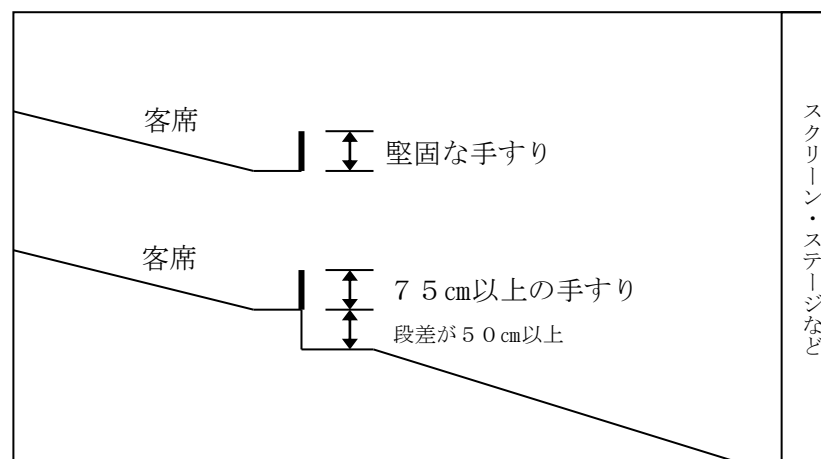 客席
堅固な手すり
客席
７５㎝以上の手すり
段差が５０㎝以上
スクリーン・ステージなど